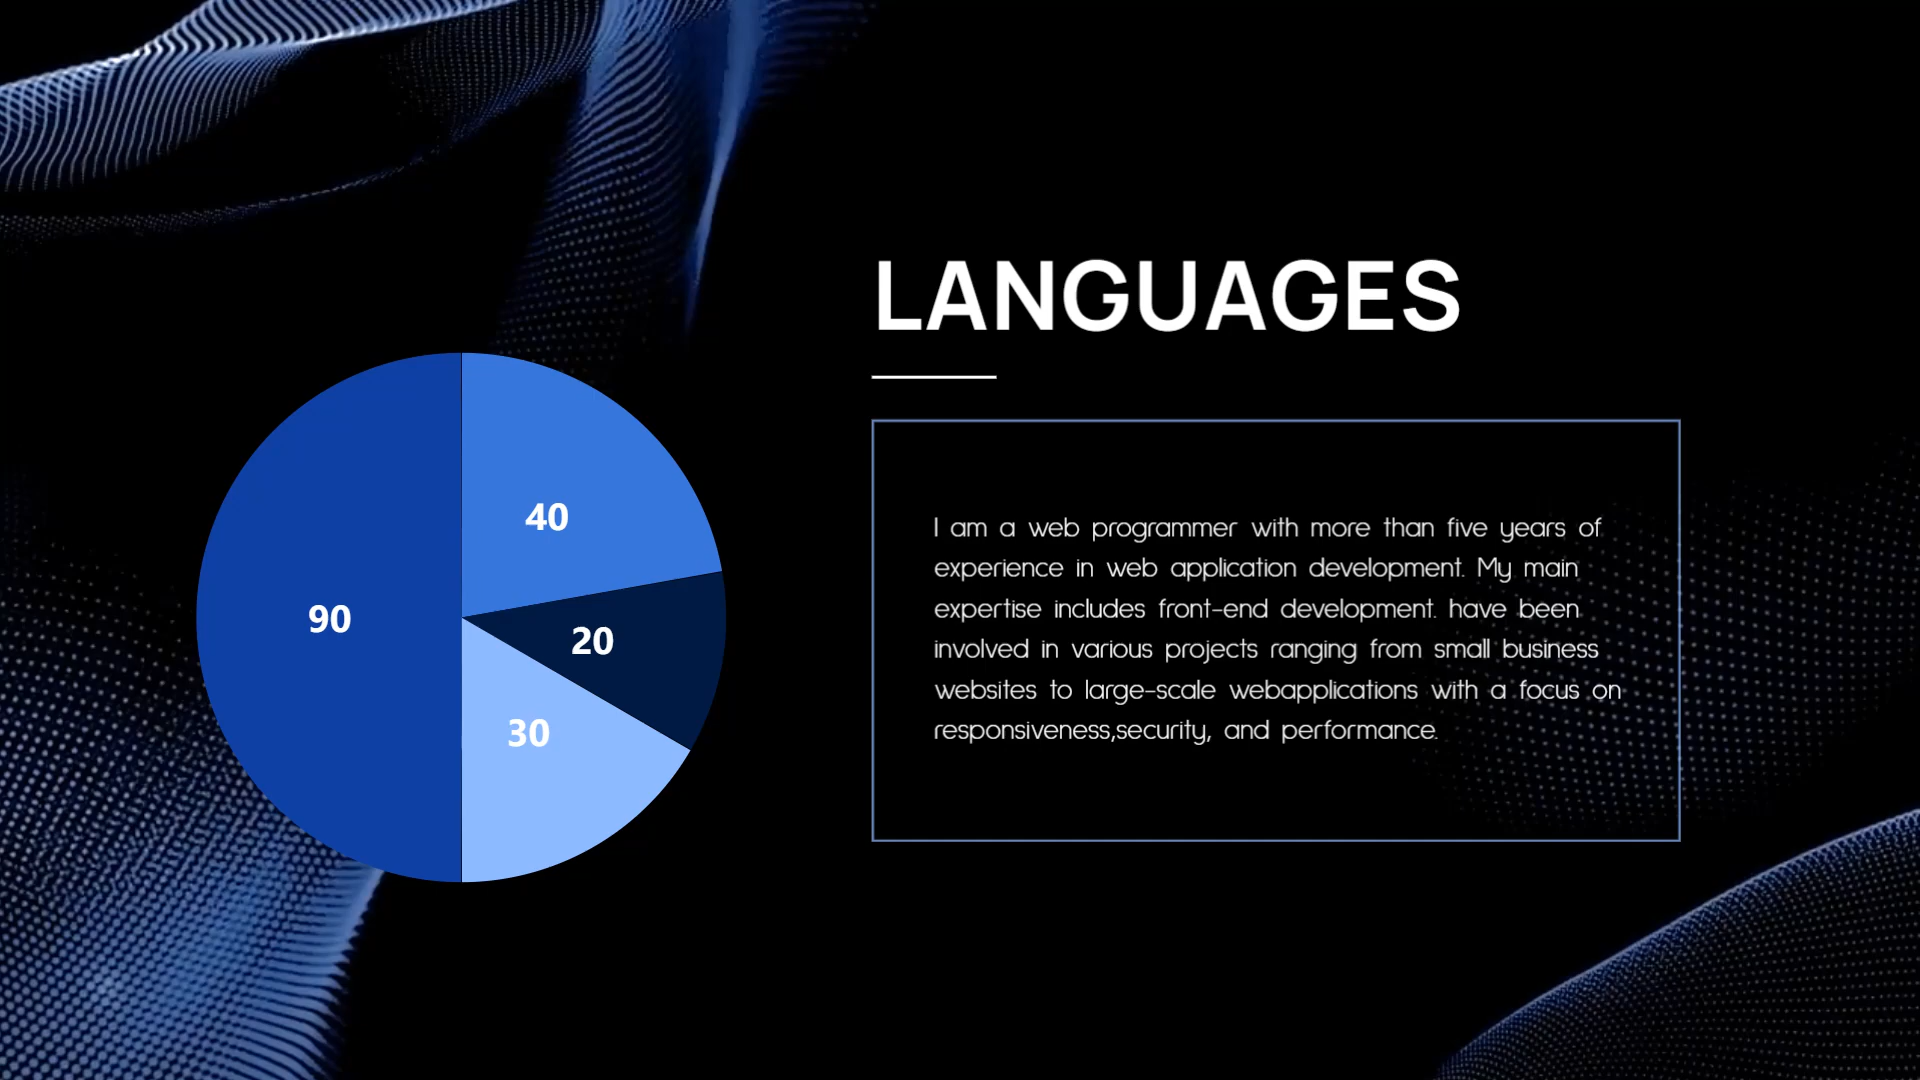 LANGUAGES
40
90
20
30
I am a web programmer with more than five years of
experience in web application development. My main
expertise includes front-end development. have been
involved in various projects ranging from small business
websites to large-scale webapplications with a focus on
responsiveness,security, and performance.